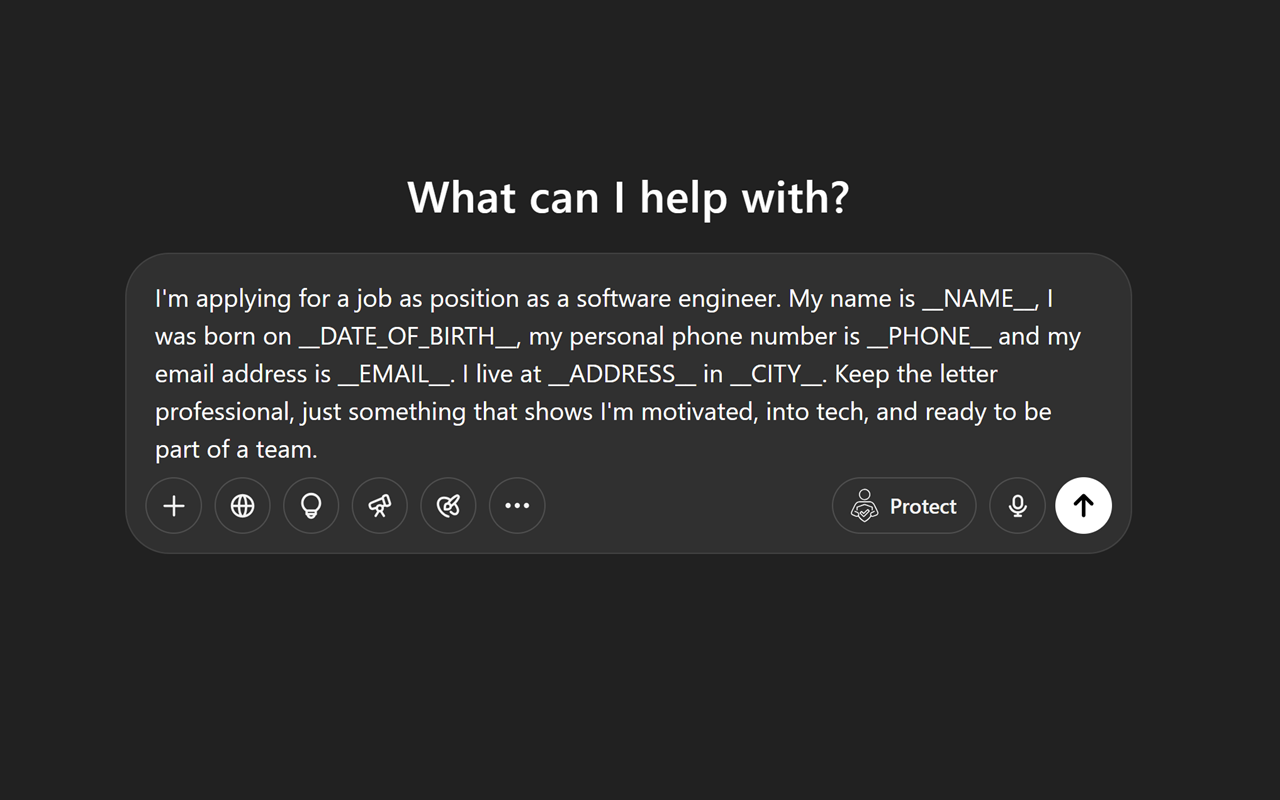 What can I help with?
I'm applying for a job as position as a software engineer. My name is __NAME__, I
was born on __DATE_OF_BIRTH__, my personal phone number is __PHONE__ and my
email address is __EMAIL__. I live at __ADDRESS__ in __CITY__. Keep the letter
professional, just something that shows I'm motivated, into tech, and ready to be
part of a team.
Protect